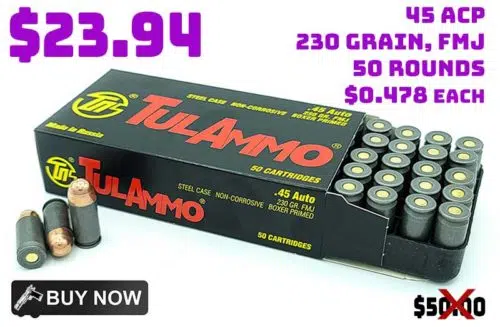 $23.94
45 ACP
230 GRAIN, FMJ
50 ROUNDS
$0.478 EACH
TulAmmo
STEEL CASE NON-CORROSIVE
.45 Auto
230 GR. FMJ
BOXER PRIMED
Made in Russia
50 CARTRIDGES
TulAmmo
STEEL CASE NON-CORROSIVE
.45 Auto
230 GR. FMJ
BOXER PRIMED
50 CARTRIDGES
BUY NOW
$50.00